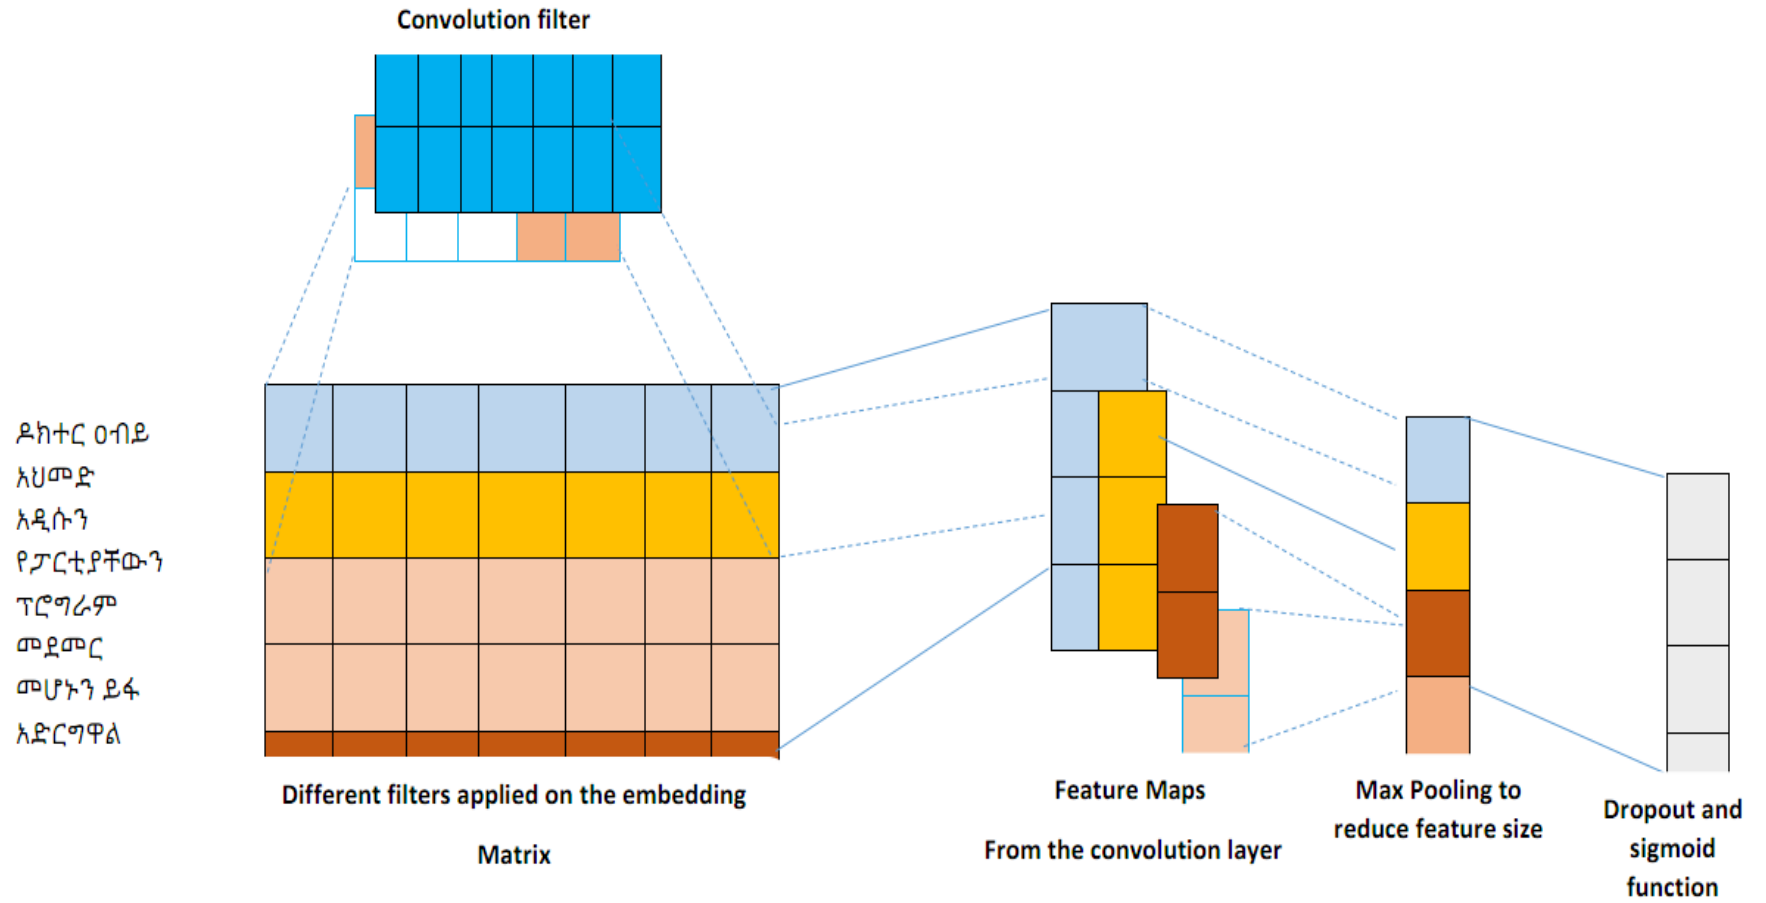 Convolution filter
ዶክተር ዐብይ
አህመድ
አዲሱን
የፓርቲያቸውን
ፕሮግራም
መደመር
መሆኑን ይፋ
አድርግዋል
Different filters applied on the embedding
Matrix
Feature Maps
From the convolution layer
Max Pooling to
reduce feature size
Dropout and
sigmoid
function